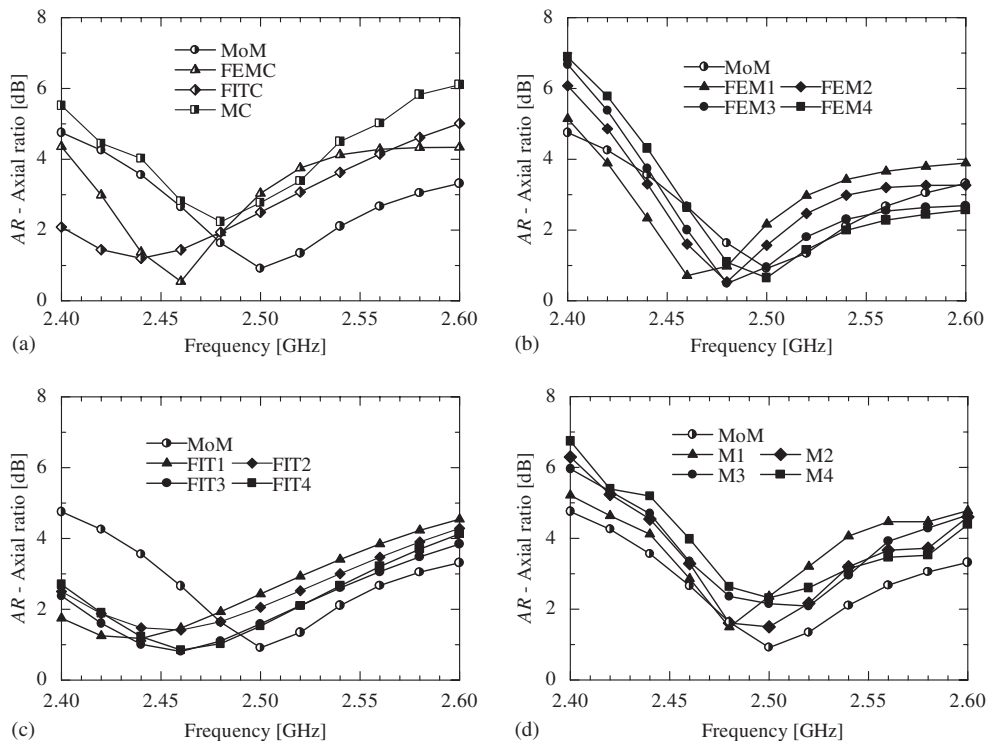 8
6
4
2
0
AR - Axial ratio [dB]
MoM
FEMC
FITC
MC
2.40 2.45 2.50 2.55 2.60
Frequency [GHz]
(a)
8
6
4
2
0
AR - Axial ratio [dB]
MoM
FEM1 FEM2
FEM3 FEM4
2.40 2.45 2.50 2.55 2.60
Frequency [GHz]
(b)
8
6
4
2
0
AR - Axial ratio [dB]
MoM
FIT1 FIT2
FIT3 FIT4
2.40 2.45 2.50 2.55 2.60
Frequency [GHz]
(c)
8
6
4
2
0
AR - Axial ratio [dB]
MoM
M1 M2
M3 M4
2.40 2.45 2.50 2.55 2.60
Frequency [GHz]
(d)